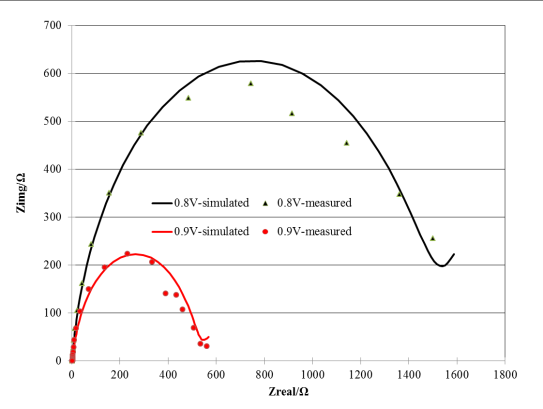 700
600
500
400
300
200
100
0
Zimg/Ω
0.8V-simulated
0.8V-measured
0.9V-simulated
0.9V-measured
0 200 400 600 800 1000 1200 1400 1600 1800
Zreal/Ω